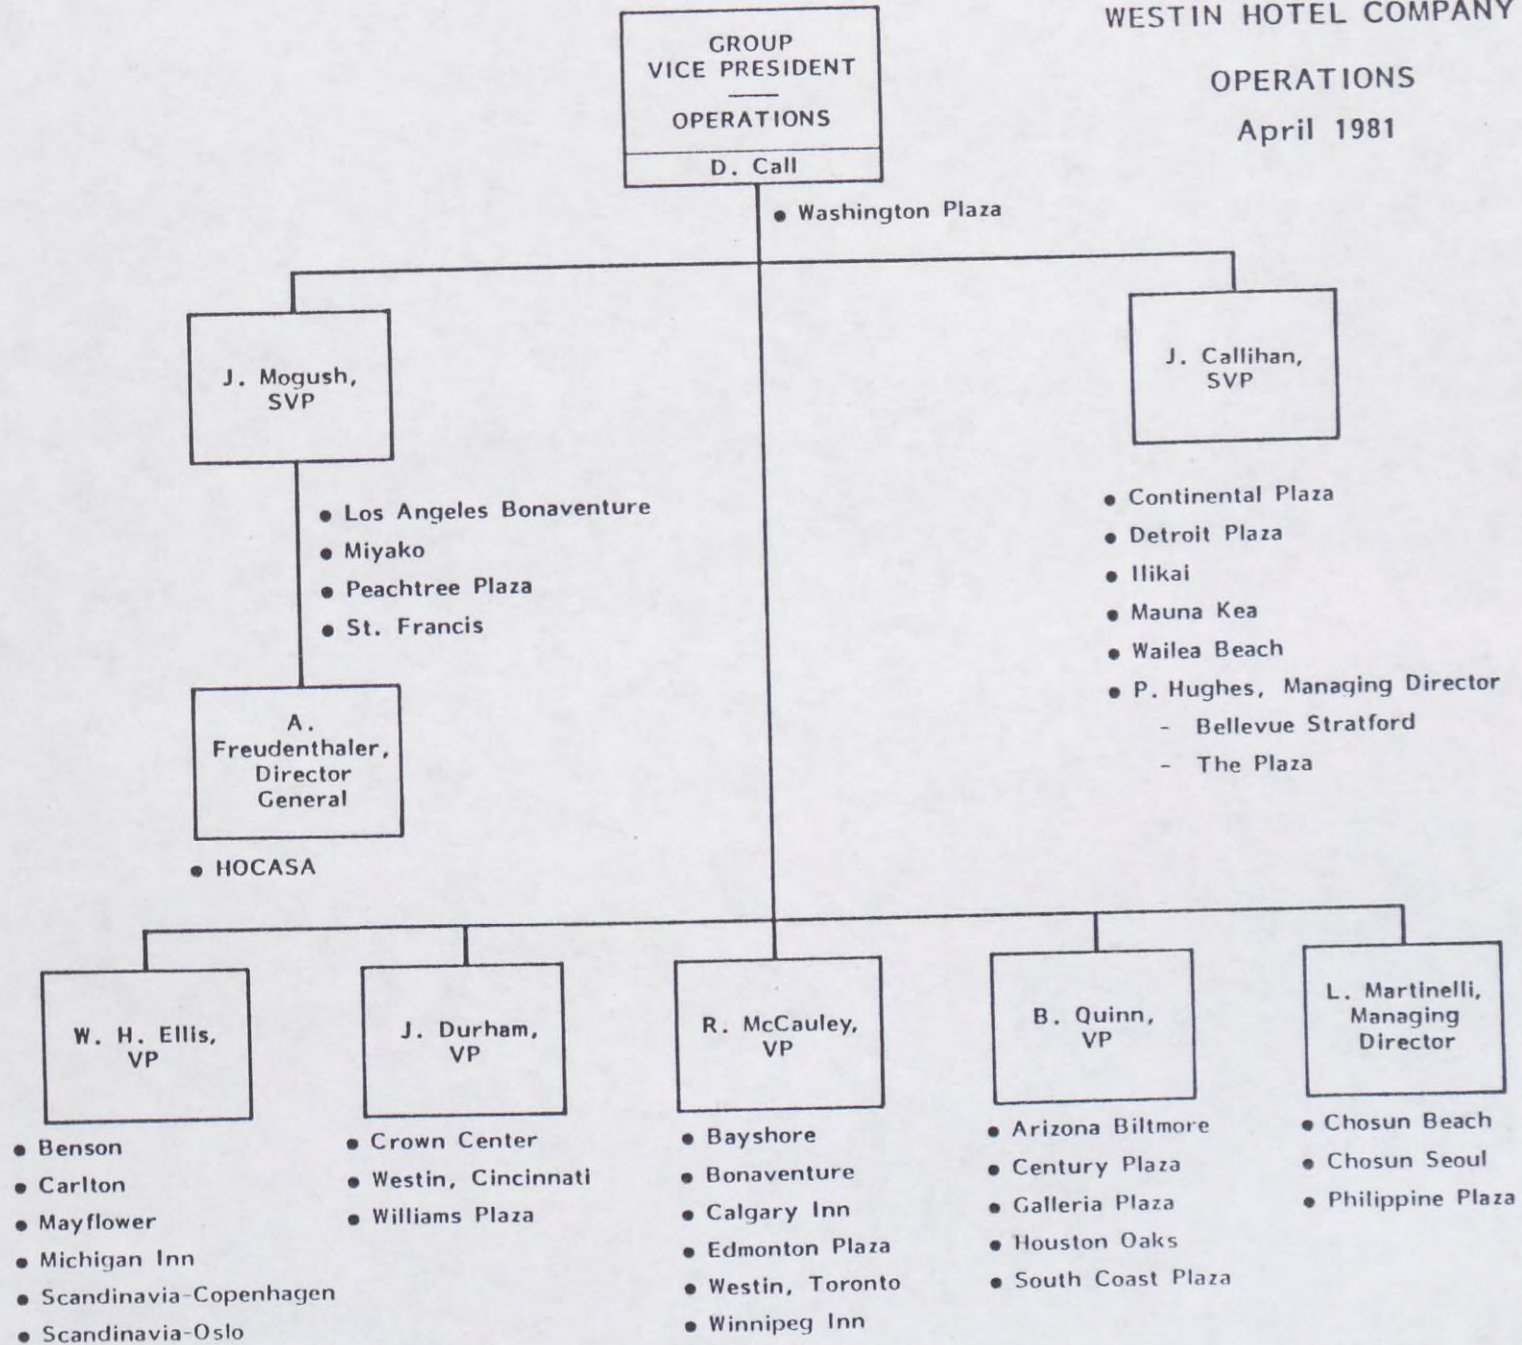 WESTIN HOTEL COMPANY
OPERATIONS
April 1981
GROUP
VICE PRESIDENT
OPERATIONS
D. Call
• Washington Plaza
J. Mogush,
SVP
• Los Angeles Bonaventure
• Miyako
• Peachtree Plaza
• St. Francis
A.
Freudenthaler,
Director
General
• HOCASA
J. Callihan,
SVP
• Continental Plaza
• Detroit Plaza
• Ilikai
• Mauna Kea
• Wailea Beach
• P. Hughes, Managing Director
- Bellevue Stratford
- The Plaza
W. H. Ellis,
VP
• Benson
• Carlton
• Mayflower
• Michigan Inn
• Scandinavia-Copenhagen
• Scandinavia-Oslo
J. Durham,
VP
• Crown Center
• Westin, Cincinnati
• Williams Plaza
R. McCauley,
VP
• Bayshore
• Bonaventure
• Calgary Inn
• Edmonton Plaza
• Westin, Toronto
• Winnipeg Inn
B. Quinn,
VP
• Arizona Biltmore
• Century Plaza
• Galleria Plaza
• Houston Oaks
• South Coast Plaza
L. Martinelli,
Managing
Director
• Chosun Beach
• Chosun Seoul
• Philippine Plaza